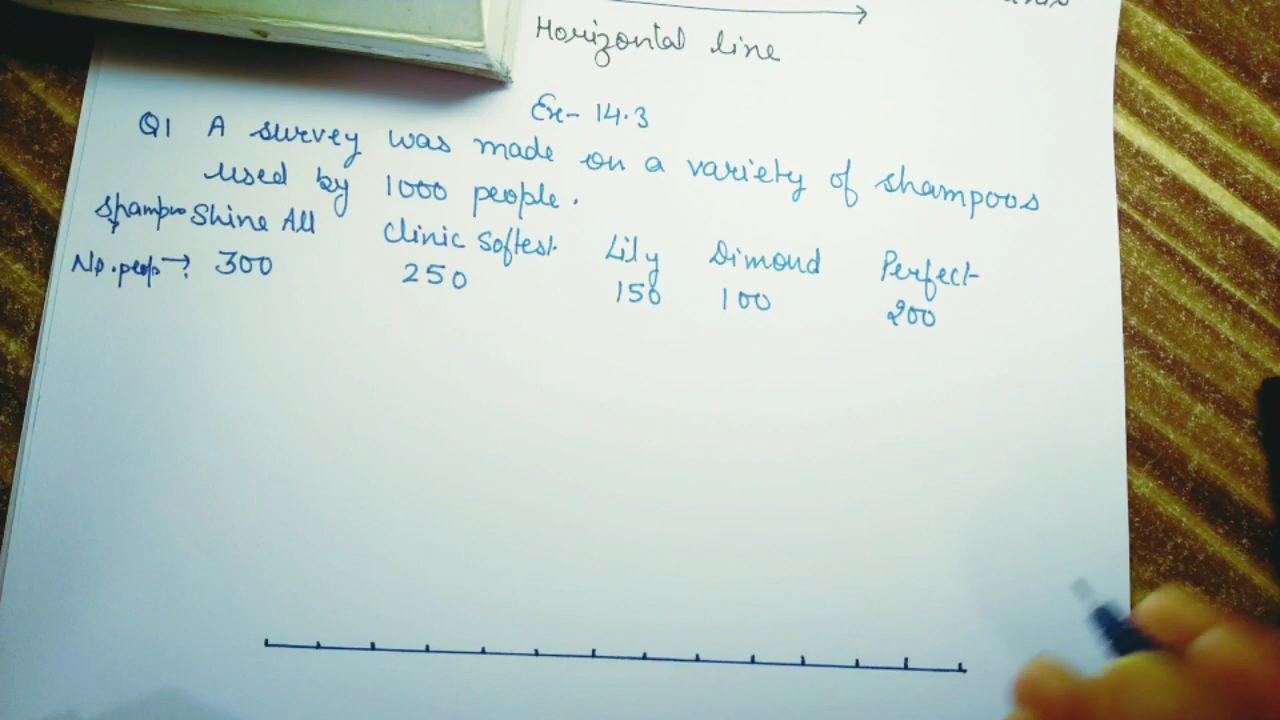 Horizontal line
Ex- 14.3
Q1 A survey was made on a variety of shampoos
used by 1000 people.
Shampoo Shine All Clinic Softest Lily Dimond Perfect
No. peop → 300 250 150 100 200